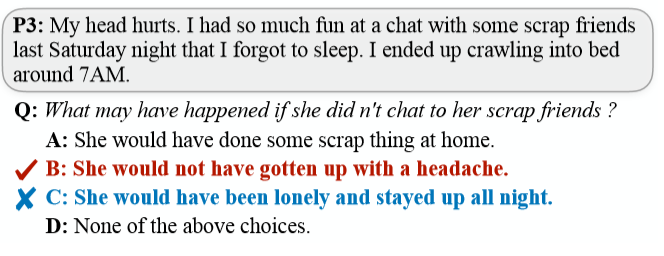 P3: My head hurts. I had so much fun at a chat with some scrap friends
last Saturday night that I forgot to sleep. I ended up crawling into bed
around 7AM.
Q: What may have happened if she did n't chat to her scrap friends ?
A: She would have done some scrap thing at home.
✓ B: She would not have gotten up with a headache.
✗ C: She would have been lonely and stayed up all night.
D: None of the above choices.